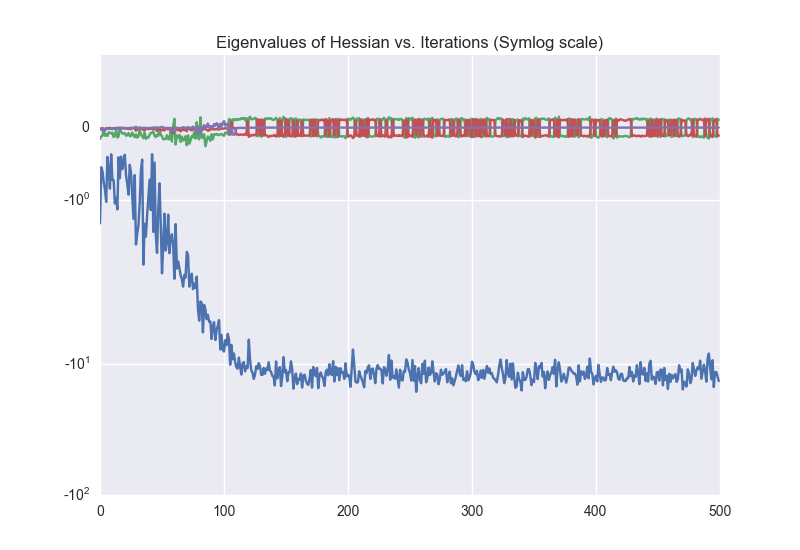 Eigenvalues of Hessian vs. Iterations (Symlog scale)
0
-10⁰
-10¹
-10²
0 100 200 300 400 500